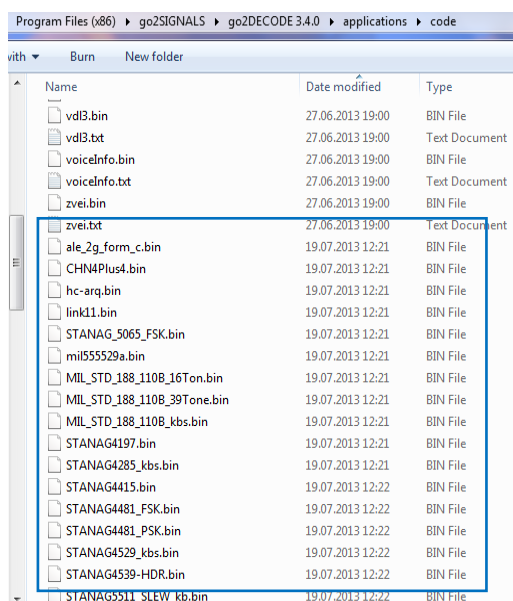 Program Files (x86) ▸ go2SIGNALS ▸ go2DECODE 3.4.0 ▸ applications ▸ code
with ▾ Burn New folder
Name Date modified Type
vdl3.bin 27.06.2013 19:00 BIN File
vdl3.txt 27.06.2013 19:00 Text Document
voiceInfo.bin 27.06.2013 19:00 BIN File
voiceInfo.txt 27.06.2013 19:00 Text Document
zvei.bin 27.06.2013 19:00 BIN File
zvei.txt 27.06.2013 19:00 Text Document
ale_2g_form_c.bin 19.07.2013 12:21 BIN File
CHN4Plus4.bin 19.07.2013 12:21 BIN File
hc-arq.bin 19.07.2013 12:21 BIN File
link11.bin 19.07.2013 12:21 BIN File
STANAG_5065_FSK.bin 19.07.2013 12:21 BIN File
mil555529a.bin 19.07.2013 12:21 BIN File
MIL_STD_188_110B_16Ton.bin 19.07.2013 12:21 BIN File
MIL_STD_188_110B_39Tone.bin 19.07.2013 12:21 BIN File
MIL_STD_188_110B_kbs.bin 19.07.2013 12:21 BIN File
STANAG4197.bin 19.07.2013 12:21 BIN File
STANAG4285_kbs.bin 19.07.2013 12:21 BIN File
STANAG4415.bin 19.07.2013 12:22 BIN File
STANAG4481_FSK.bin 19.07.2013 12:22 BIN File
STANAG4481_PSK.bin 19.07.2013 12:22 BIN File
STANAG4529_kbs.bin 19.07.2013 12:22 BIN File
STANAG4539-HDR.bin 19.07.2013 12:22 BIN File
STANAG5511_SLEW_kb.bin 19.07.2013 12:22 BIN File